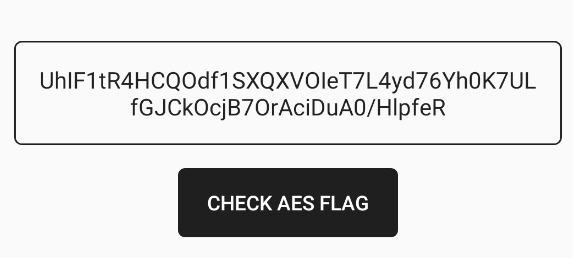 UhIF1tR4HCQOdf1SXQXVOIeT7L4yd76Yh0K7UL
fGJCkOcjB7OrAciDuA0/HlpfeR
CHECK AES FLAG